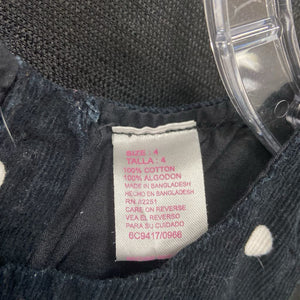 SIZE : 4
TALLA : 4
100% COTTON
100% ALGODON
MADE IN BANGLADESH
HECHO EN BANGLADESH
RN 82251
CARE ON REVERSE
VEA EL REVERSO
PARA SU CUIDADO
6C9417/0966